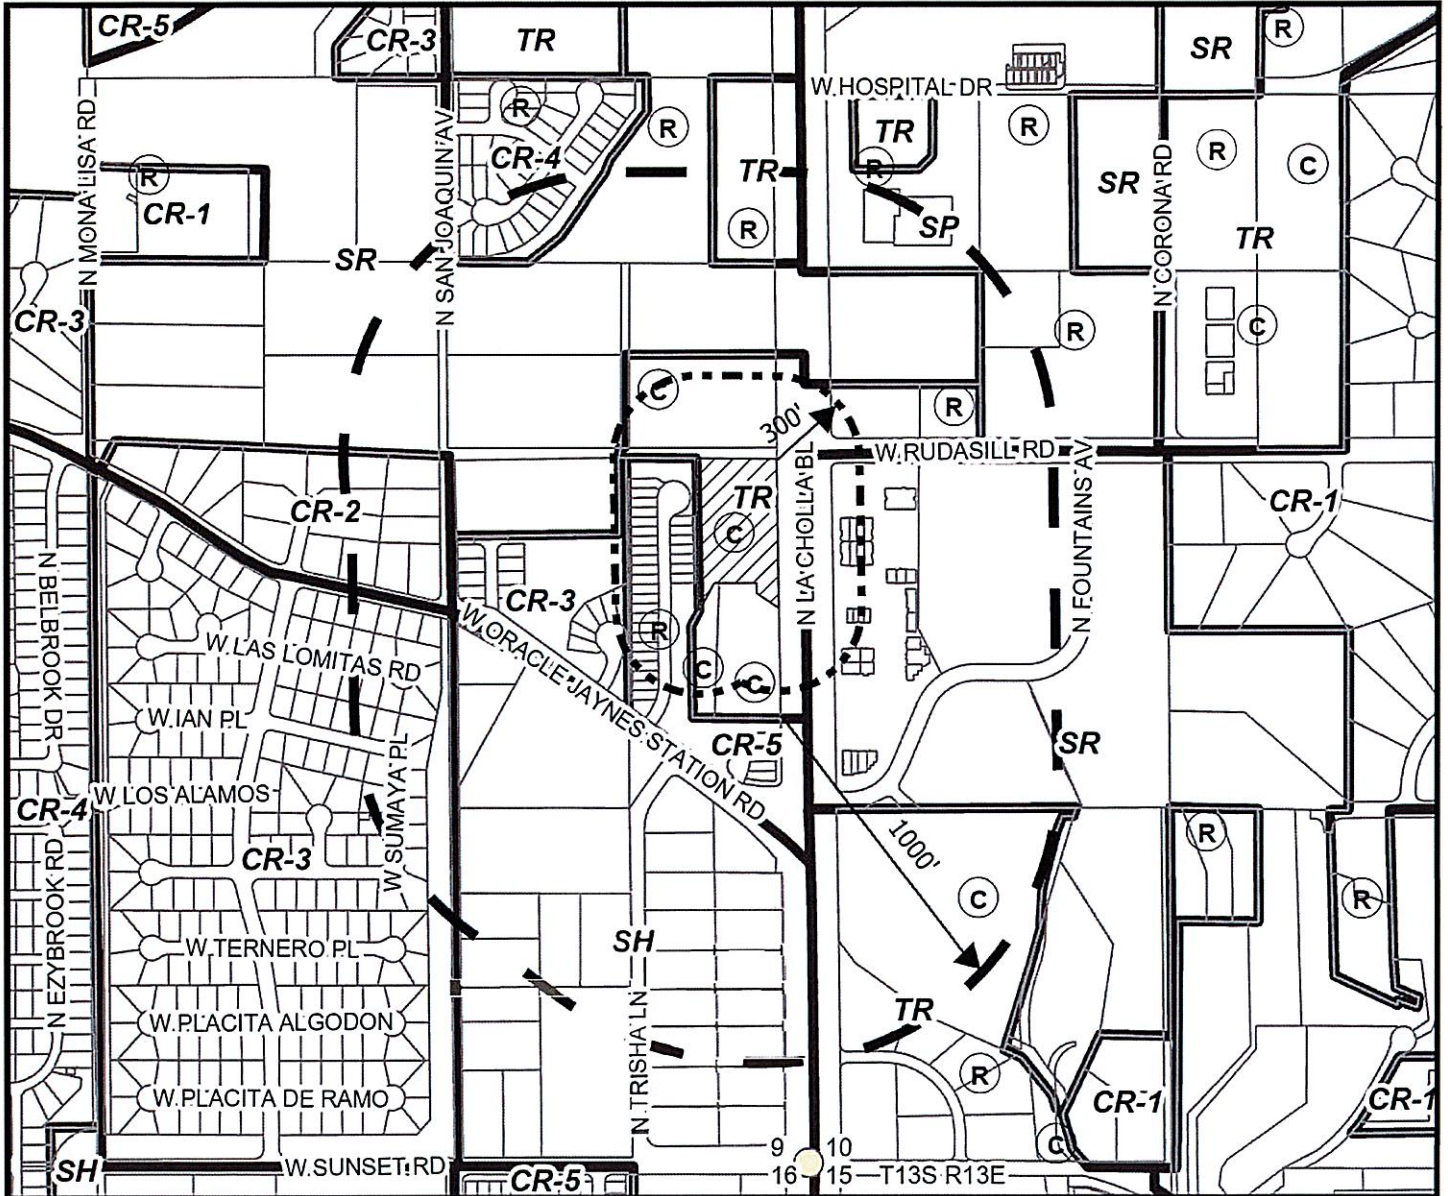 CR-5
CR-3
TR
SR
R
W. HOSPITAL DR
N MONA LISA RD
N SAN JOAQUIN AV
R
CR-4
R
TR
R
TR
R
R
SR
N CORONA RD
R
C
R
CR-1
SP
SR
TR
CR-3
R
C
C
R
300'
W. RUDASILL RD
CR-2
TR
C
N LA CHOLLA BL
N FOUNTAINS AV
CR-1
N BELBROOK DR
CR-3
W. ORACLE JAYNES STATION RD
R
W. LAS LOMITAS RD
C
C
W. IAN PL
CR-5
SR
W. SUMAYA PL
CR-4
W LOS ALAMOS
CR-3
1000'
R
C
R
N EZYBROOK RD
W. TERNERO PL
SH
TR
W. PLACITA ALGODON
N TRISHA LN
R
W. PLACITA DE RAMO
CR-1
CR-1
C
SH
W. SUNSET RD
CR-5
9 10
16 15 T13S R13E